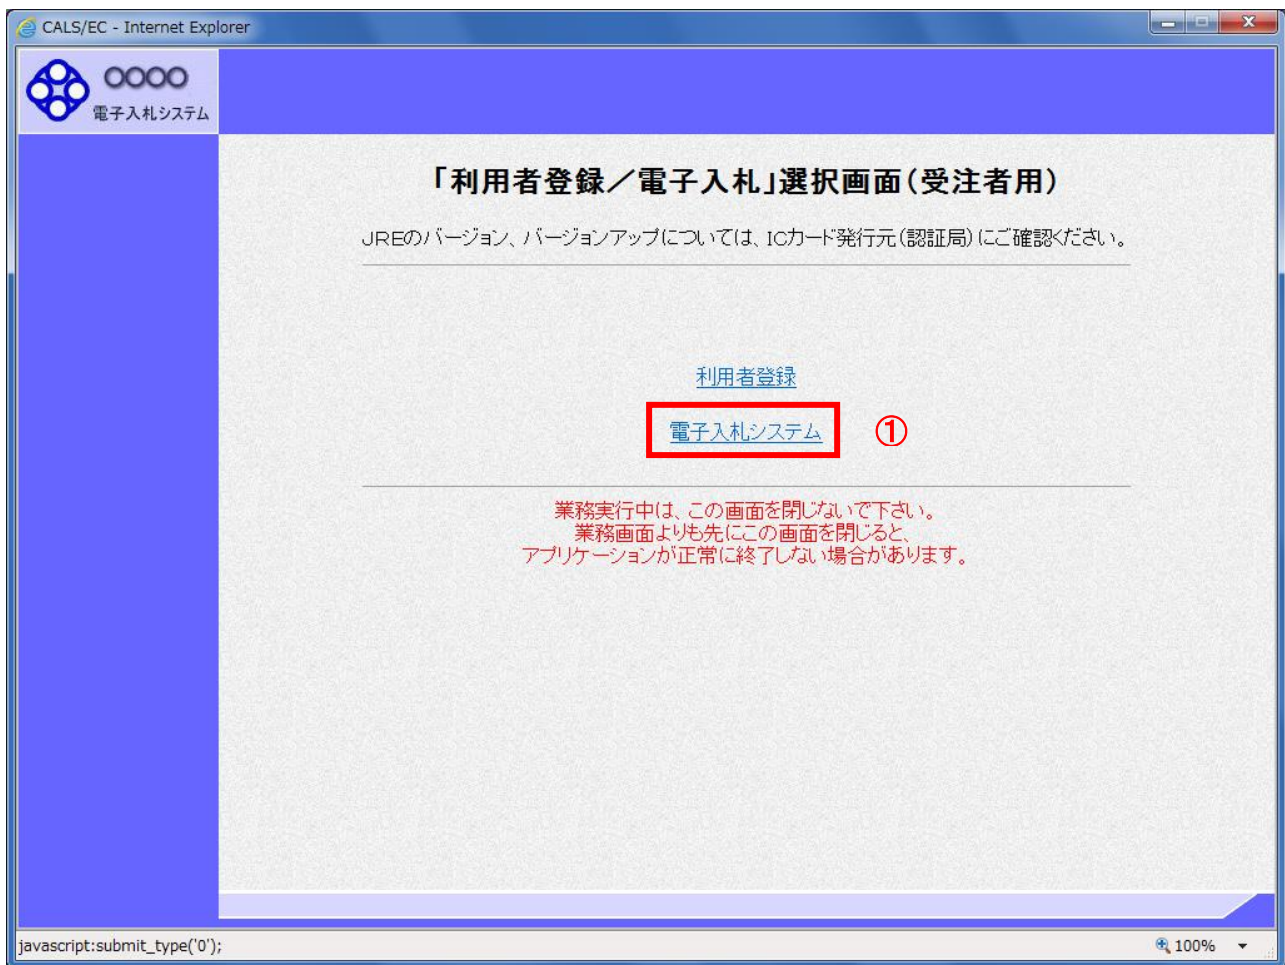 CALS/EC - Internet Explorer
○○○○
電子入札システム
「利用者登録／電子入札」選択画面（受注者用）
JREのバージョン、バージョンアップについては、ICカード発行元（認証局）にご確認ください。
利用者登録
電子入札システム ①
業務実行中は、この画面を閉じないで下さい。
業務画面よりも先にこの画面を閉じると、
アプリケーションが正常に終了しない場合があります。
javascript:submit_type('0'); 100%